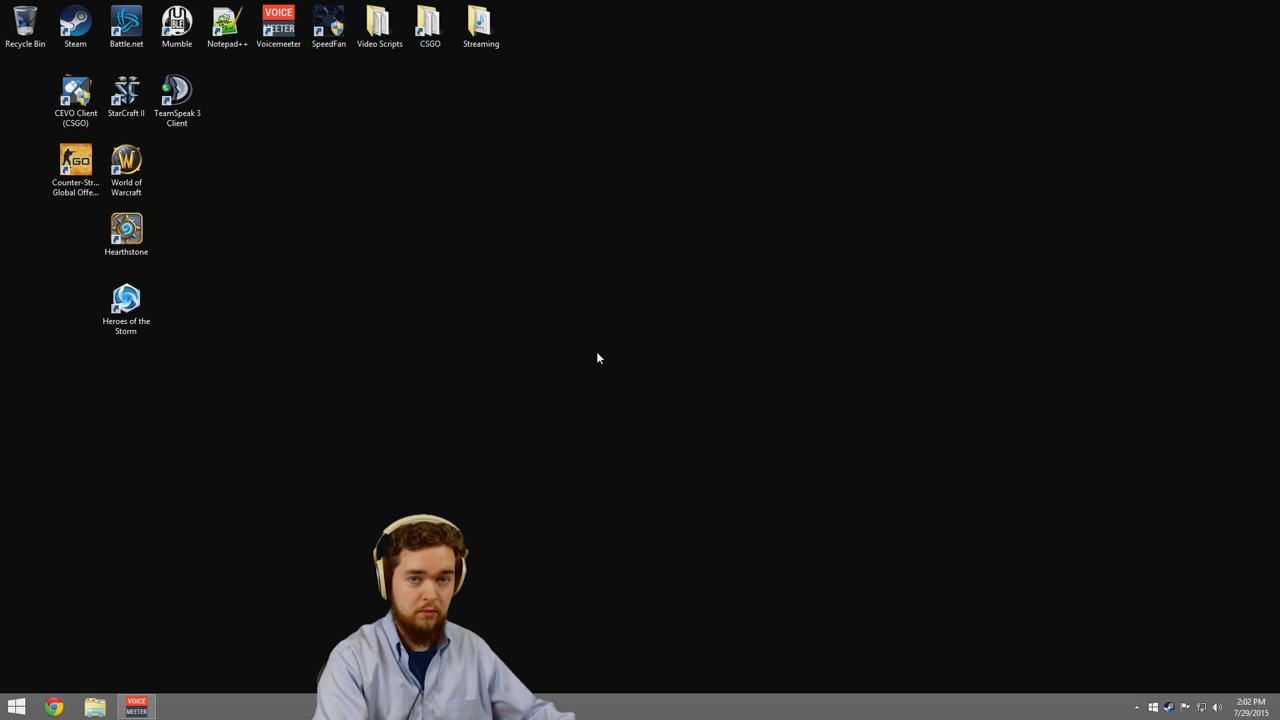 VOICE
MEETER
Recycle Bin
Steam
Battle.net
Mumble
Notepad++
Voicemeeter
SpeedFan
Video Scripts
CSGO
Streaming
CEVO Client
(CSGO)
StarCraft II
TeamSpeak 3
Client
GO
Counter-Str...
Global Offe...
World of
Warcraft
Hearthstone
Heroes of the
Storm
VOICE
MEETER
2:02 PM
7/29/2015